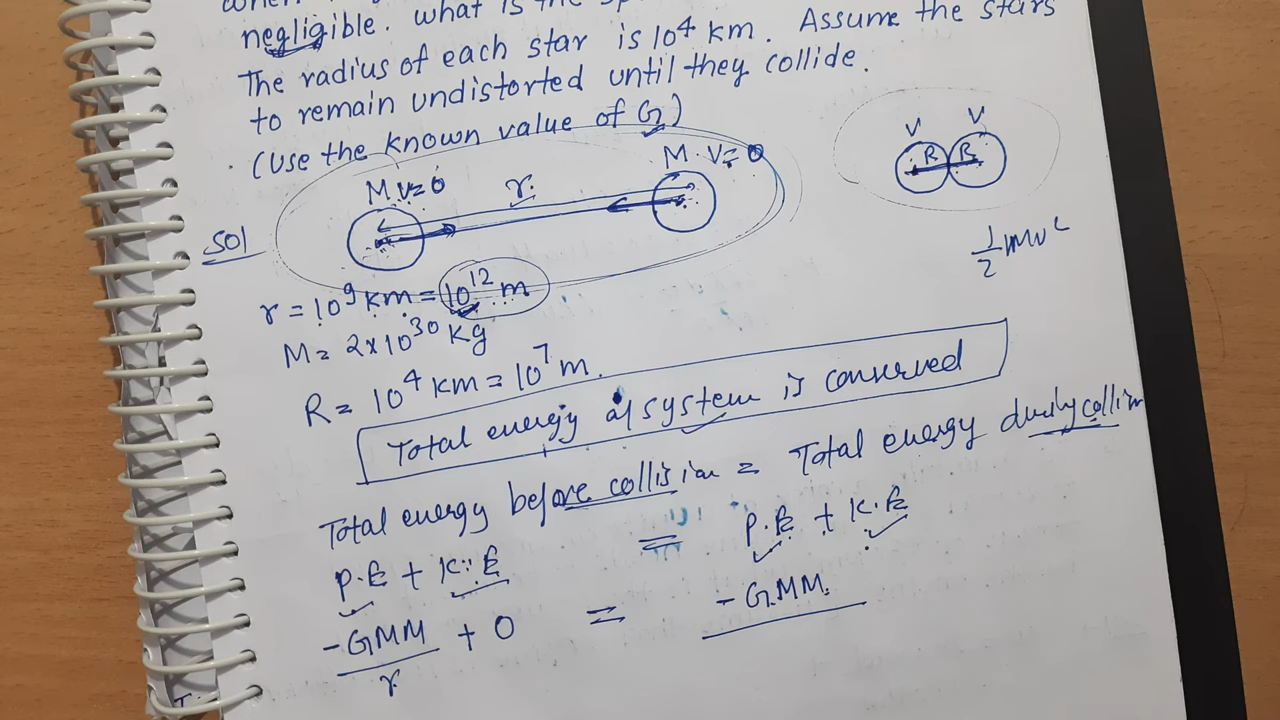 negligible. What is the
The radius of each star is 10⁴ km. Assume the stars
to remain undistorted until they collide.
(Use the known value of G)
M V=0 r M V=0
V V
R R
Sol
1/2 mv²
r = 10⁹ km = 10¹² m
M = 2×10³⁰ Kg
R = 10⁴ km = 10⁷ m.
Total energy of system is conserved
Total energy before collision = Total energy during collision
P.E + K.E = P.E + K.E
-GMM/r + 0 = -GMM